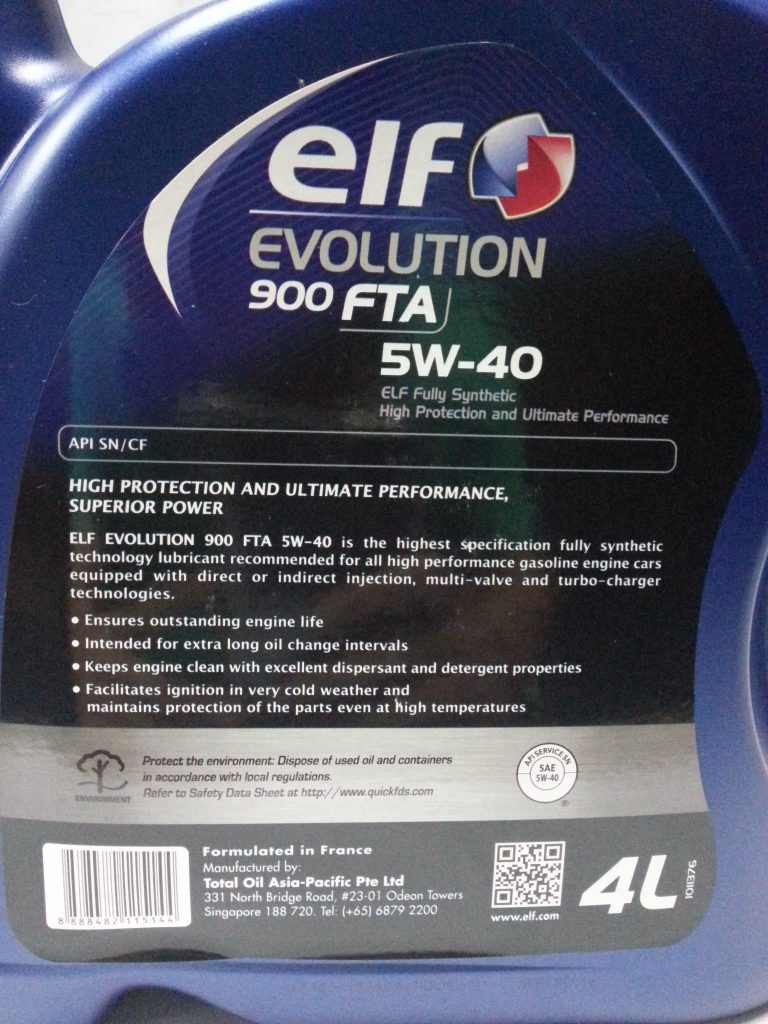 elf
EVOLUTION
900 FTA
5W-40
ELF Fully Synthetic
High Protection and Ultimate Performance
API SN/CF
HIGH PROTECTION AND ULTIMATE PERFORMANCE,
SUPERIOR POWER
ELF EVOLUTION 900 FTA 5W-40 is the highest specification fully synthetic
technology lubricant recommended for all high performance gasoline engine cars
equipped with direct or indirect injection, multi-valve and turbo-charger
technologies.
• Ensures outstanding engine life
• Intended for extra long oil change intervals
• Keeps engine clean with excellent dispersant and detergent properties
• Facilitates ignition in very cold weather and
maintains protection of the parts even at high temperatures
ENVIRONMENT
Protect the environment: Dispose of used oil and containers
in accordance with local regulations.
Refer to Safety Data Sheet at http://www.quickfds.com
API SERVICE SN
SAE
5W-40
®
8 888482 115144
Formulated in France
Manufactured by:
Total Oil Asia-Pacific Pte Ltd
331 North Bridge Road, #23-01 Odeon Towers
Singapore 188 720. Tel: (+65) 6879 2200
www.elf.com
4L
1011376